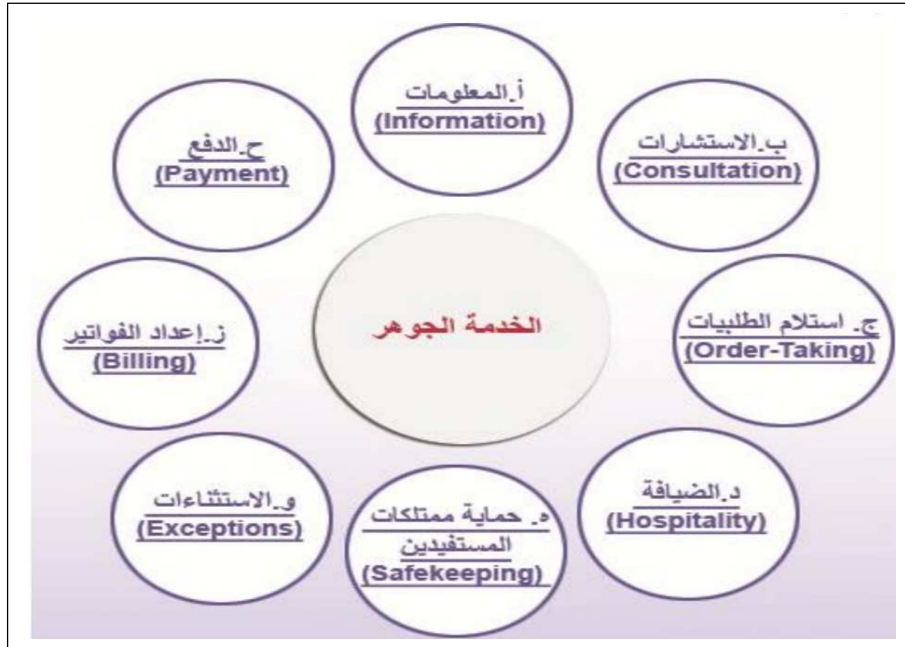 أ.المعلومات
(Information)
ب.الاستشارات
(Consultation)
ج. استلام الطلبيات
(Order-Taking)
د.الضيافة
(Hospitality)
ه. حماية ممتلكات
المستفيدين
(Safekeeping)
و.الاستثناءات
(Exceptions)
ز.إعداد الفواتير
(Billing)
ح.الدفع
(Payment)
الخدمة الجوهر